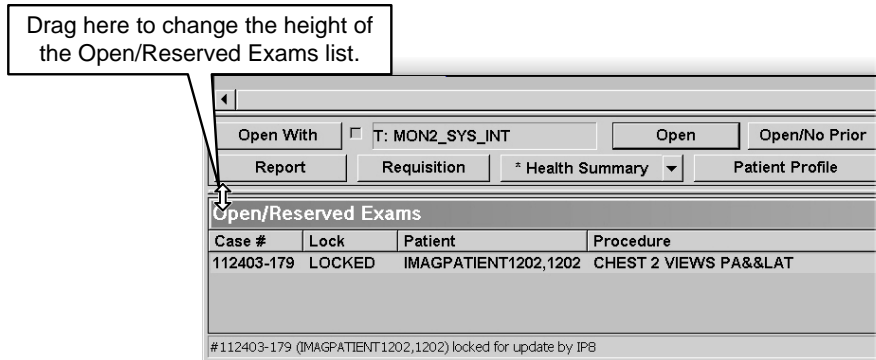 Drag here to change the height of
the Open/Reserved Exams list.
Open With T: MON2_SYS_INT Open Open/No Prior
Report Requisition * Health Summary Patient Profile
Open/Reserved Exams
Case # Lock Patient Procedure
112403-179 LOCKED IMAGPATIENT1202,1202 CHEST 2 VIEWS PA&&LAT
#112403-179 (IMAGPATIENT1202,1202) locked for update by IP8